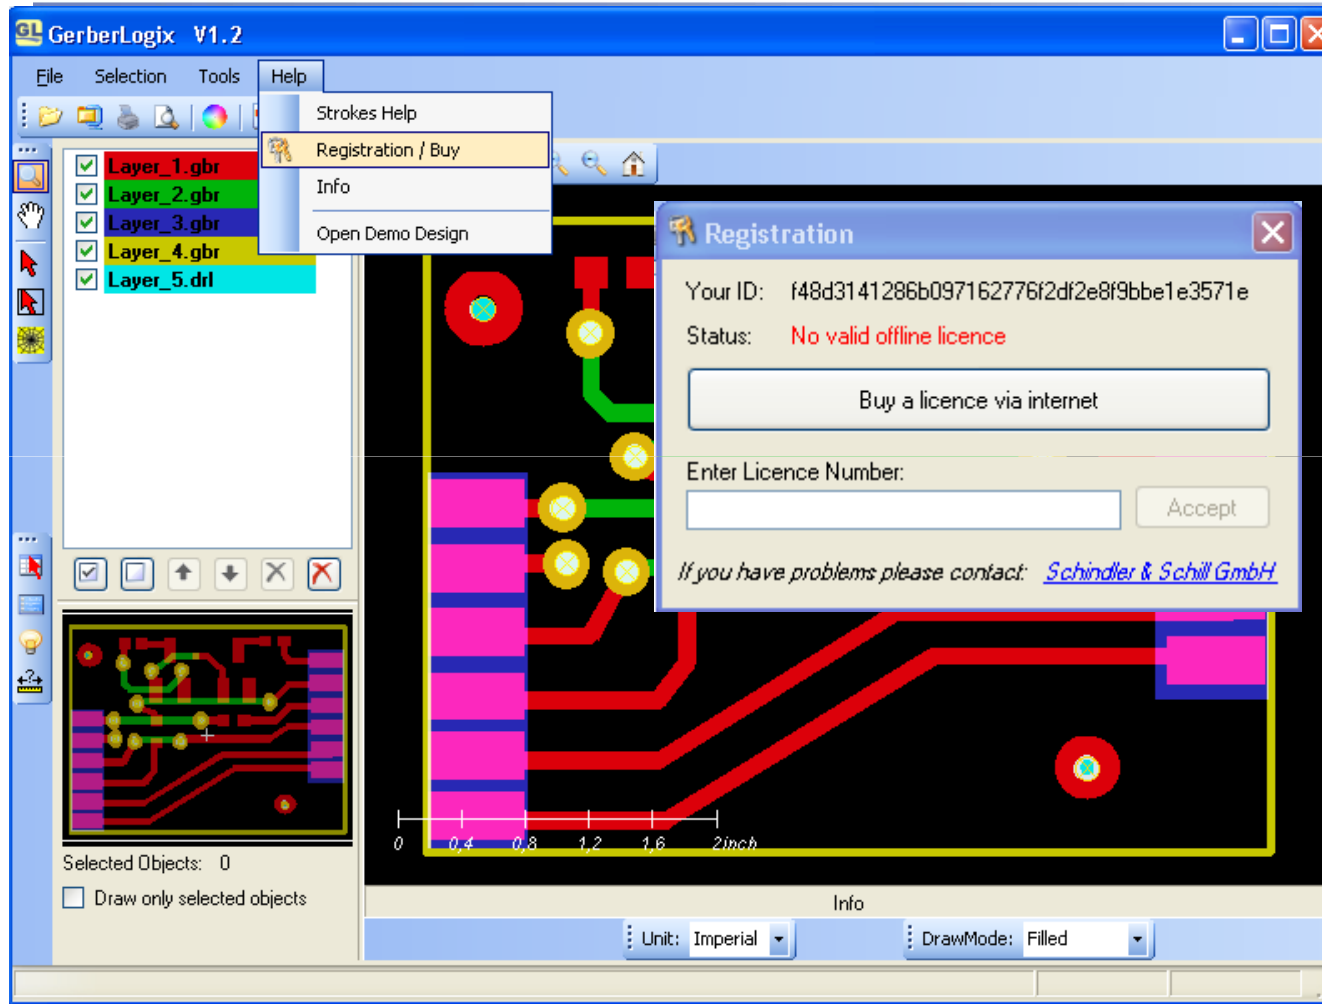 GL GerberLogix V1.2
File Selection Tools Help
Strokes Help
Registration / Buy
Info
Open Demo Design
Layer_1.gbr
Layer_2.gbr
Layer_3.gbr
Layer_4.gbr
Layer_5.drl
Registration
Your ID: f48d3141286b097162776f2df2e8f9bbe1e3571e
Status: No valid offline licence
Buy a licence via internet
Enter Licence Number:
Accept
If you have problems please contact: Schindler & Schill GmbH
0 0,4 0,8 1,2 1,6 2inch
Selected Objects: 0
Draw only selected objects
Info
Unit: Imperial DrawMode: Filled